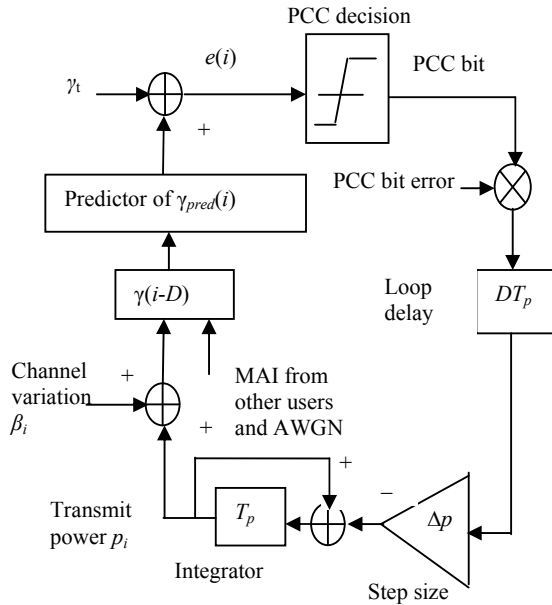 PCC decision
e(i)
PCC bit
γt
+
PCC bit error
Predictor of γpred(i)
γ(i-D)
Loop
delay
DTp
Channel
variation
βi
+
MAI from
other users
and AWGN
+
+
−
Transmit
power pi
Tp
Δp
Integrator
Step size